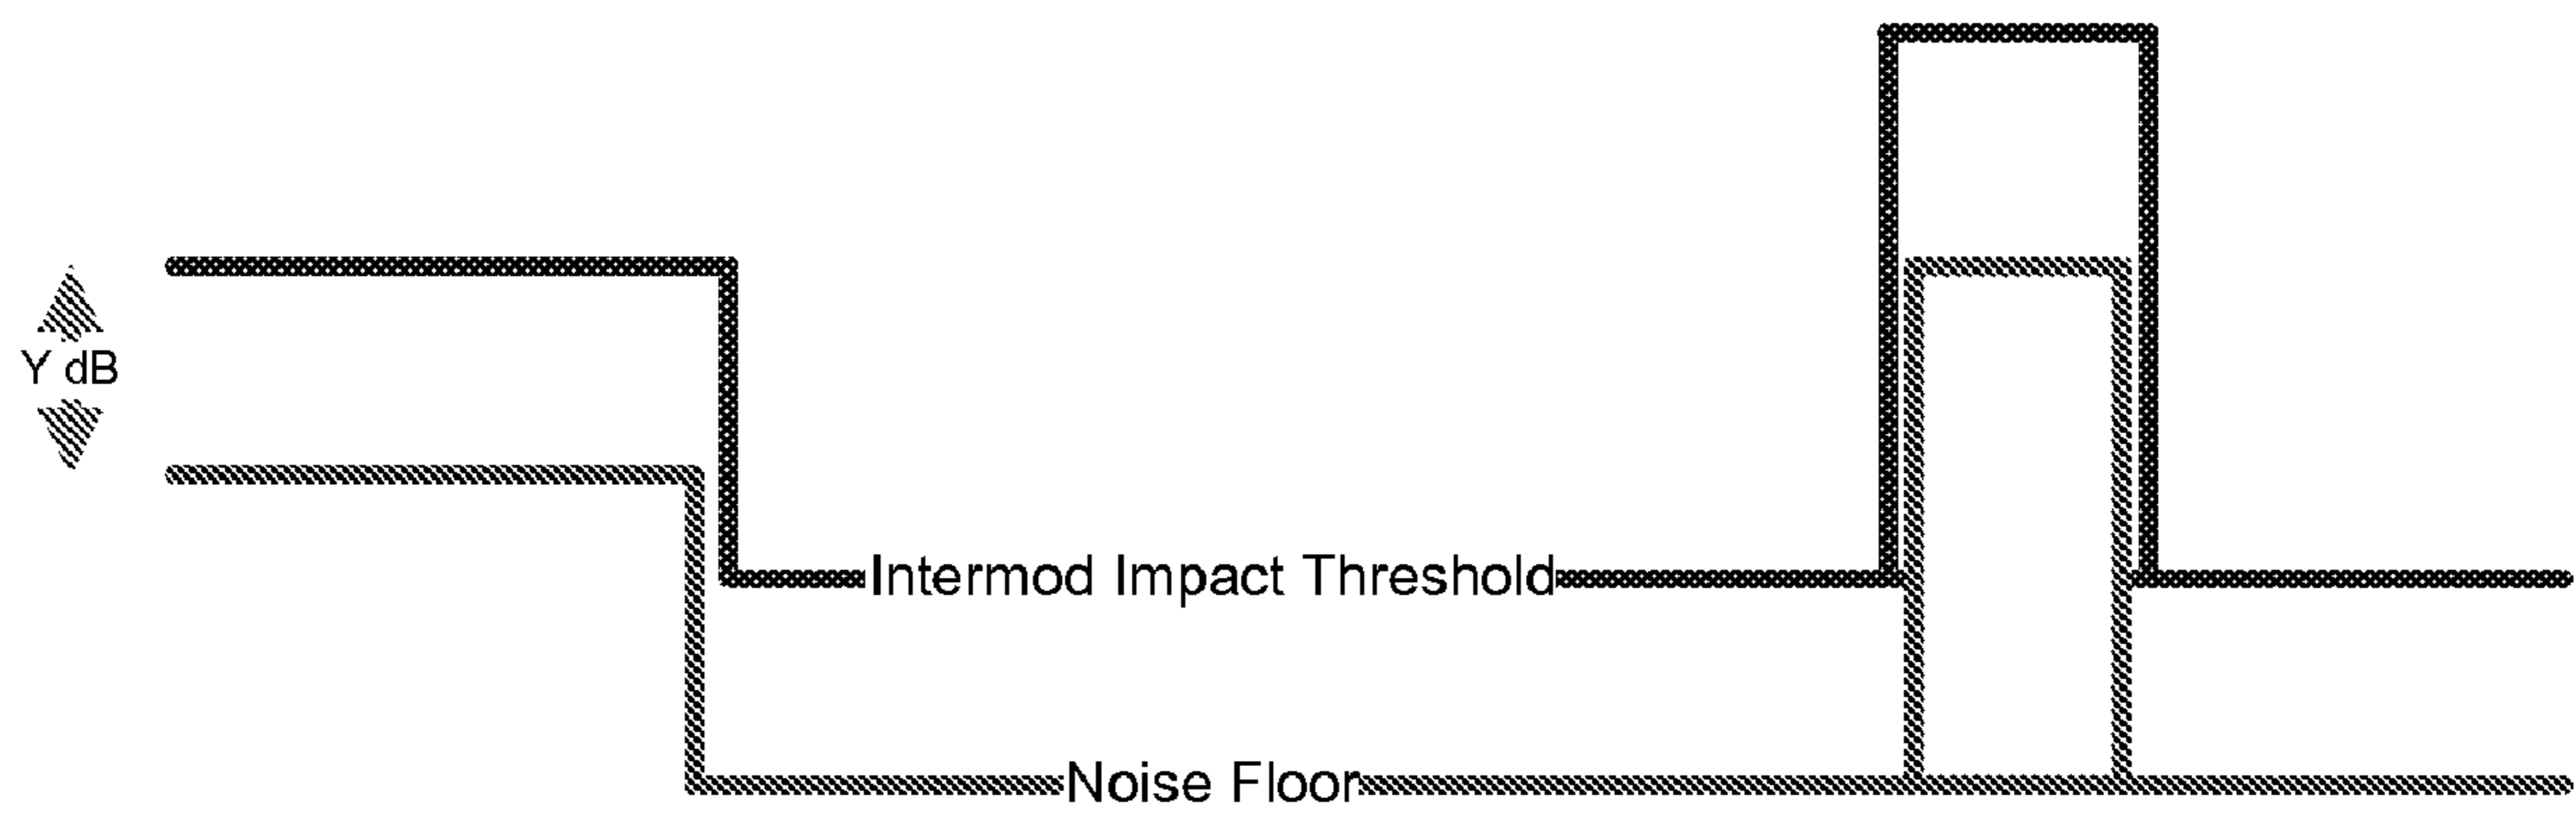 Y dB
Intermod Impact Threshold
Noise Floor